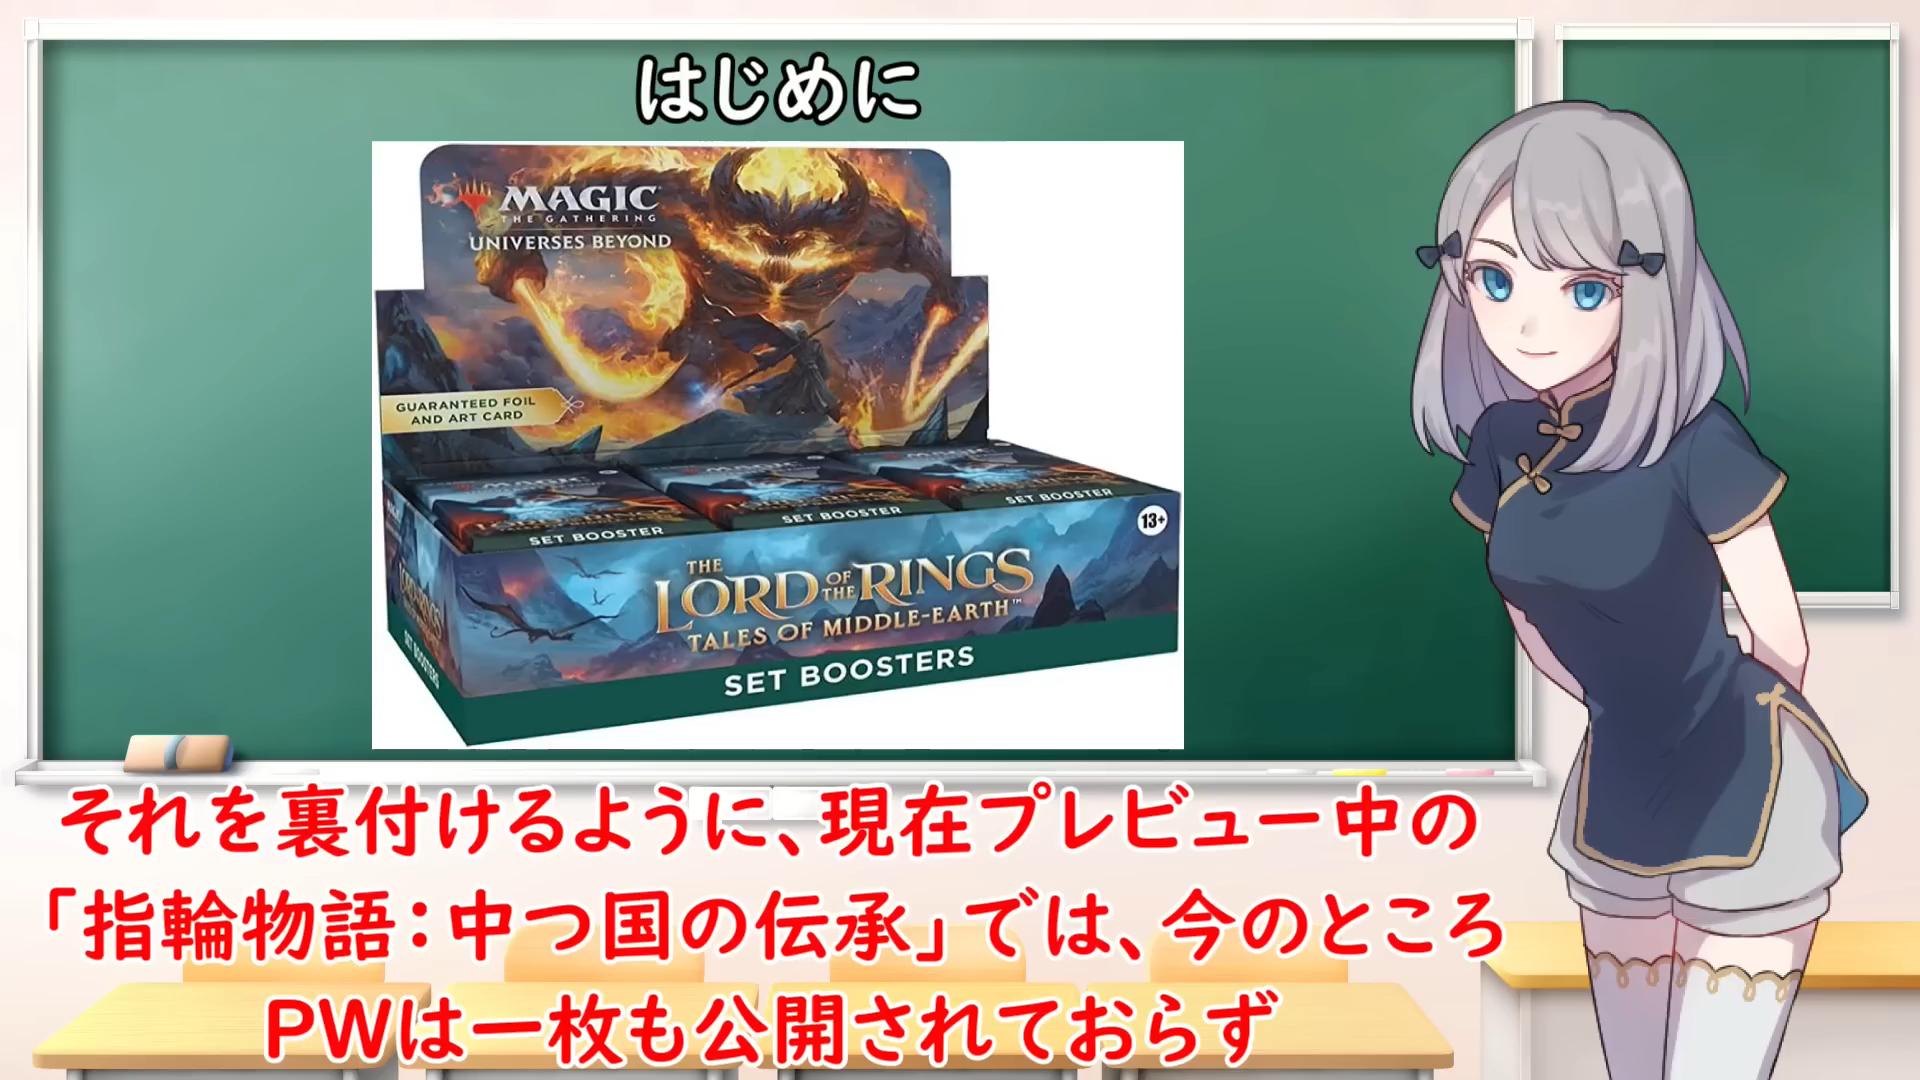 はじめに
MAGIC
THE GATHERING
UNIVERSES BEYOND
GUARANTEED FOIL
AND ART CARD
SET BOOSTER
SET BOOSTER
SET BOOSTER
13+
THE
LORD OF THE RINGS
TALES OF MIDDLE-EARTH™
SET BOOSTERS
SET BOOSTERS
それを裏付けるように、現在プレビュー中の
「指輪物語：中つ国の伝承」では、今のところ
PWは一枚も公開されておらず